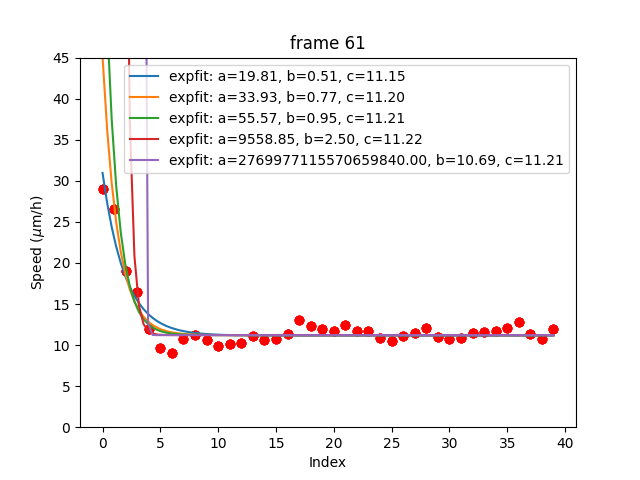 frame 61
expfit: a=19.81, b=0.51, c=11.15
expfit: a=33.93, b=0.77, c=11.20
expfit: a=55.57, b=0.95, c=11.21
expfit: a=9558.85, b=2.50, c=11.22
expfit: a=2769977115570659840.00, b=10.69, c=11.21
Speed (μm/h)
45
40
35
30
25
20
15
10
5
0
0 5 10 15 20 25 30 35 40
Index